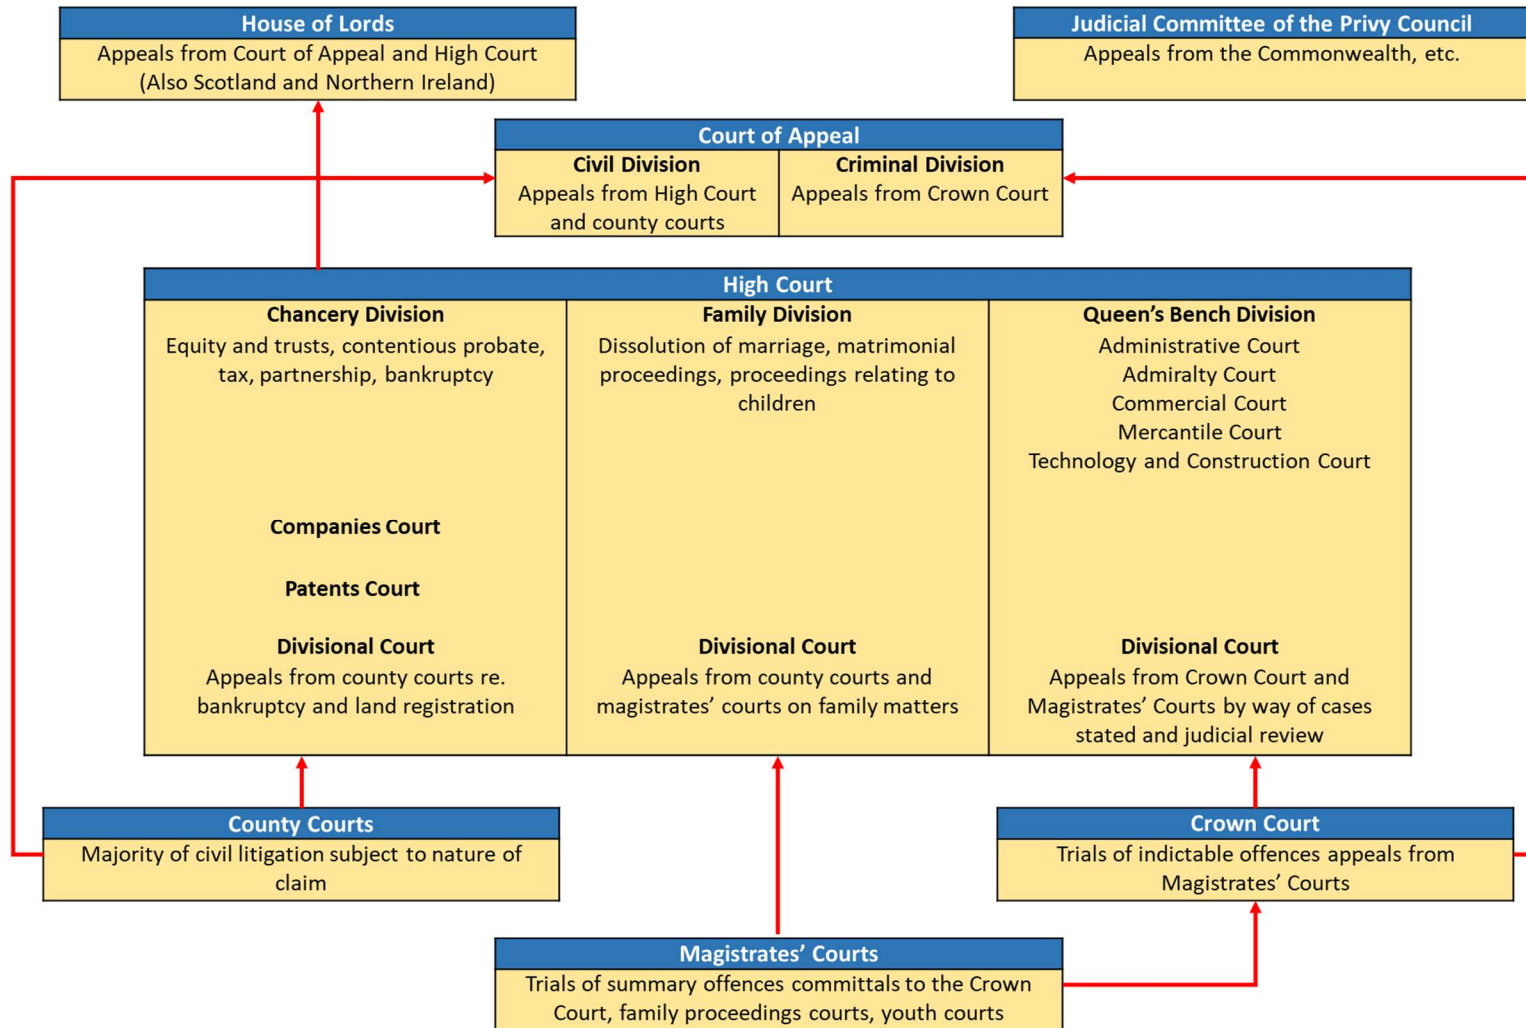 House of Lords
Appeals from Court of Appeal and High Court
(Also Scotland and Northern Ireland)
Judicial Committee of the Privy Council
Appeals from the Commonwealth, etc.
Court of Appeal
Civil Division
Appeals from High Court
and county courts
Criminal Division
Appeals from Crown Court
High Court
Chancery Division
Equity and trusts, contentious probate,
tax, partnership, bankruptcy
Companies Court
Patents Court
Divisional Court
Appeals from county courts re.
bankruptcy and land registration
Family Division
Dissolution of marriage, matrimonial
proceedings, proceedings relating to
children
Divisional Court
Appeals from county courts and
magistrates’ courts on family matters
Queen’s Bench Division
Administrative Court
Admiralty Court
Commercial Court
Mercantile Court
Technology and Construction Court
Divisional Court
Appeals from Crown Court and
Magistrates’ Courts by way of cases
stated and judicial review
County Courts
Majority of civil litigation subject to nature of
claim
Crown Court
Trials of indictable offences appeals from
Magistrates’ Courts
Magistrates’ Courts
Trials of summary offences committals to the Crown
Court, family proceedings courts, youth courts